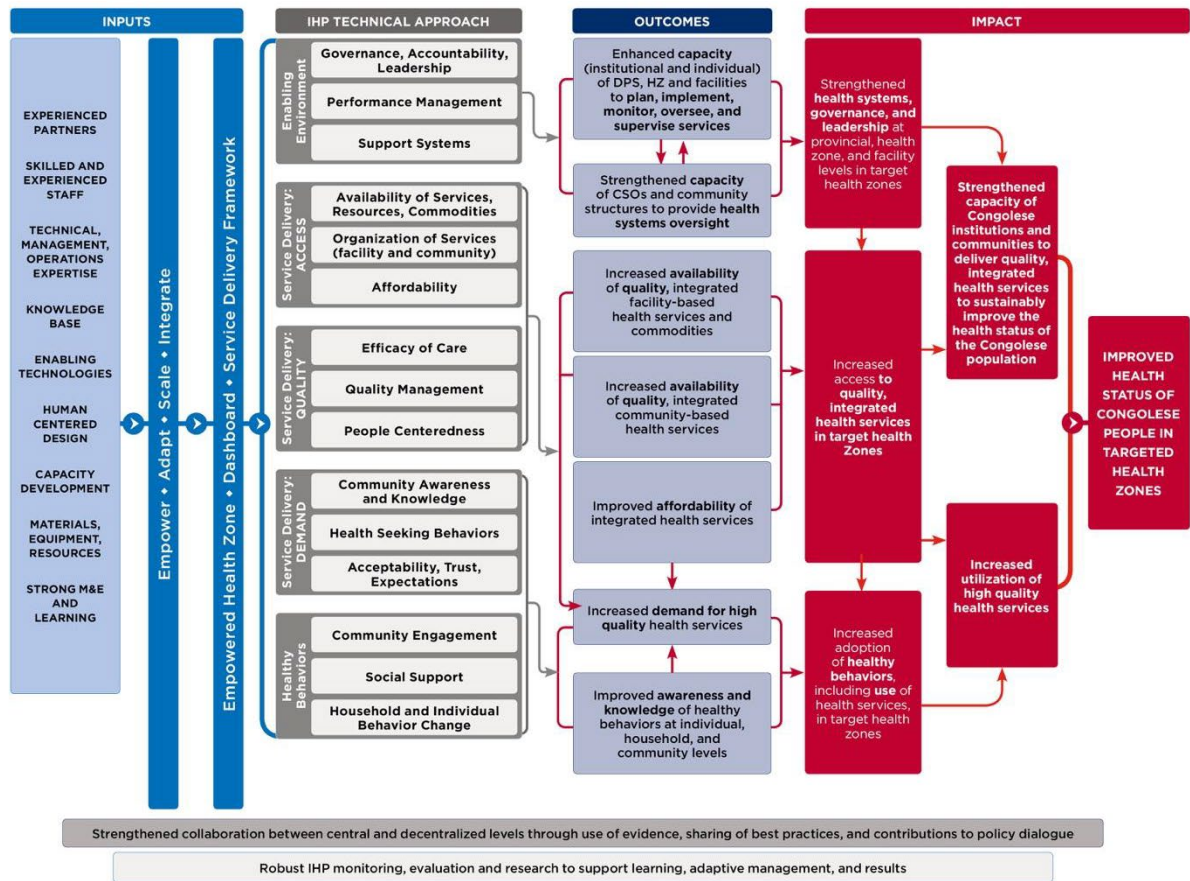 INPUTS
EXPERIENCED
PARTNERS
SKILLED AND
EXPERIENCED
STAFF
TECHNICAL,
MANAGEMENT,
OPERATIONS
EXPERTISE
KNOWLEDGE
BASE
ENABLING
TECHNOLOGIES
HUMAN
CENTERED
DESIGN
CAPACITY
DEVELOPMENT
MATERIALS,
EQUIPMENT,
RESOURCES
STRONG M&E
AND
LEARNING
Empower ◆ Adapt ◆ Scale ◆ Integrate
Empowered Health Zone ◆ Dashboard ◆ Service Delivery Framework
IHP TECHNICAL APPROACH
Enabling
Environment
Governance, Accountability,
Leadership
Performance Management
Support Systems
Service Delivery:
ACCESS
Availability of Services,
Resources, Commodities
Organization of Services
(facility and community)
Affordability
Service Delivery:
QUALITY
Efficacy of Care
Quality Management
People Centeredness
Service Delivery:
DEMAND
Community Awareness
and Knowledge
Health Seeking Behaviors
Acceptability, Trust,
Expectations
Healthy
Behaviors
Community Engagement
Social Support
Household and Individual
Behavior Change
OUTCOMES
Enhanced capacity
(institutional and individual)
of DPS, HZ and facilities
to plan, implement,
monitor, oversee, and
supervise services
Strengthened capacity
of CSOs and community
structures to provide health
systems oversight
Increased availability
of quality, integrated
facility-based
health services and
commodities
Increased availability
of quality, integrated
community-based
health services
Improved affordability of
integrated health services
Increased demand for high
quality health services
Improved awareness and
knowledge of healthy
behaviors at individual,
household, and
community levels
IMPACT
Strengthened
health systems,
governance, and
leadership at
provincial, health
zone, and facility
levels in target
health zones
Increased
access to
quality,
integrated
health services
in target health
Zones
Increased
adoption
of healthy
behaviors,
including use of
health services,
in target health
zones
Strengthened
capacity of
Congolese
institutions and
communities to
deliver quality,
integrated
health services
to sustainably
improve the
health status of
the Congolese
population
Increased
utilization of
high quality
health services
IMPROVED
HEALTH
STATUS OF
CONGOLESE
PEOPLE IN
TARGETED
HEALTH
ZONES
Strengthened collaboration between central and decentralized levels through use of evidence, sharing of best practices, and contributions to policy dialogue
Robust IHP monitoring, evaluation and research to support learning, adaptive management, and results